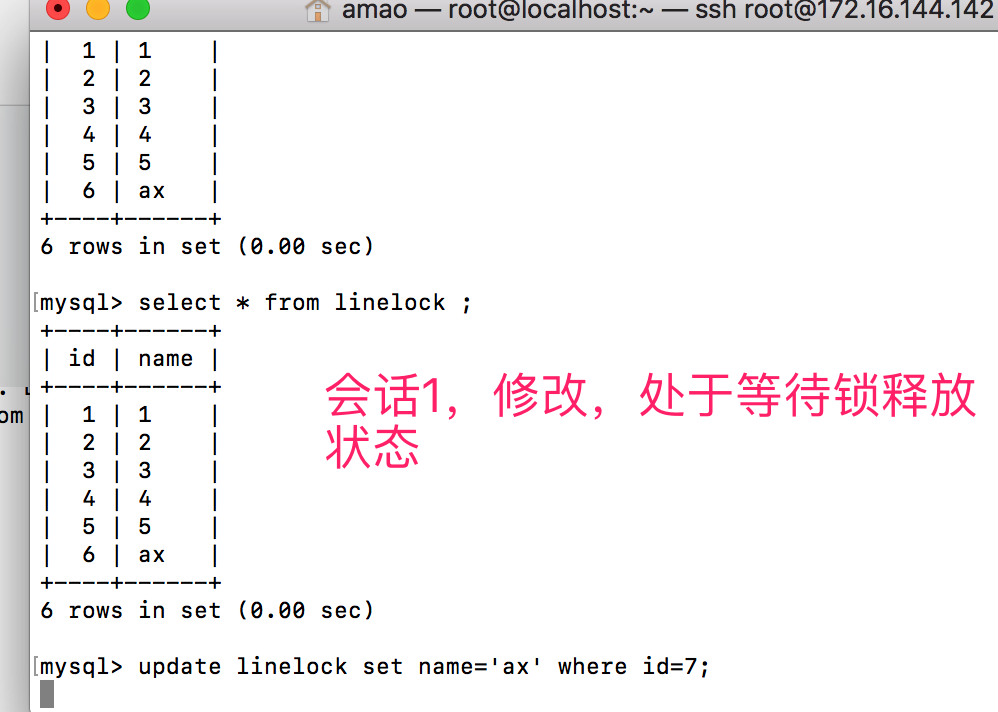 amao — root@localhost:~ — ssh root@172.16.144.142
|  1 | 1    |
|  2 | 2    |
|  3 | 3    |
|  4 | 4    |
|  5 | 5    |
|  6 | ax   |
+----+------+
6 rows in set (0.00 sec)
[mysql> select * from linelock ;
+----+------+
| id | name |
+----+------+
|  1 | 1    |
|  2 | 2    |
|  3 | 3    |
|  4 | 4    |
|  5 | 5    |
|  6 | ax   |
+----+------+
6 rows in set (0.00 sec)
[mysql> update linelock set name='ax' where id=7;
会话1，修改，处于等待锁释放
状态
om